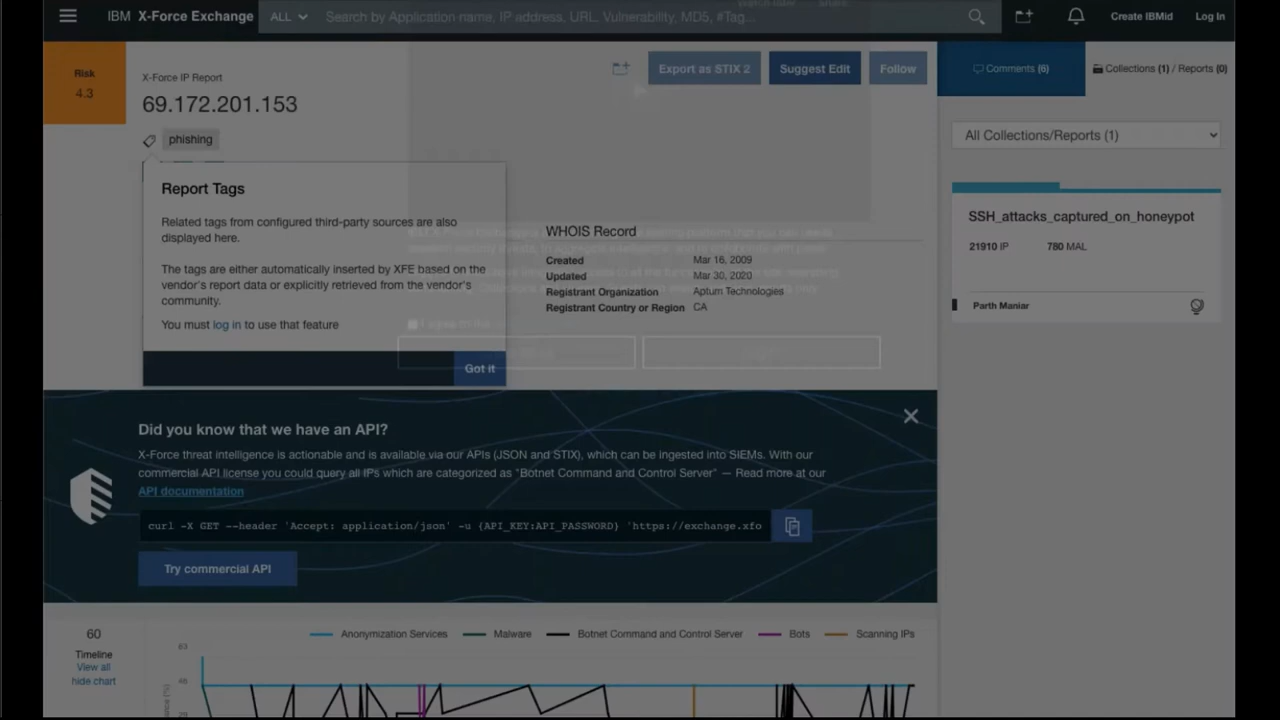 IBM X-Force Exchange
ALL
Search by Application name, IP address, URL, Vulnerability, MD5, #Tag...
Create IBMid
Log In
Watch later
Share
Risk
4.3
X-Force IP Report
69.172.201.153
phishing
Export as STIX 2
Suggest Edit
Follow
Comments (6)
Collections (1) / Reports (0)
All Collections/Reports (1)
SSH_attacks_captured_on_honeypot
21910 IP 780 MAL
Parth Maniar
Report Tags
Related tags from configured third-party sources are also
displayed here.
The tags are either automatically inserted by XFE based on the
vendor's report data or explicitly retrieved from the vendor's
community.
You must log in to use that feature
Got it
WHOIS Record
Created Mar 16, 2009
Updated Mar 30, 2020
Registrant Organization Aptum Technologies
Registrant Country or Region CA
Did you know that we have an API?
X-Force threat intelligence is actionable and is available via our APIs (JSON and STIX), which can be ingested into SIEMs. With our
commercial API license you could query all IPs which are categorized as "Botnet Command and Control Server" — Read more at our
API documentation
curl -X GET --header 'Accept: application/json' -u {API_KEY:API_PASSWORD} 'https://exchange.xfo
Try commercial API
60
Timeline
View all
hide chart
Anonymization Services
Malware
Botnet Command and Control Server
Bots
Scanning IPs
63